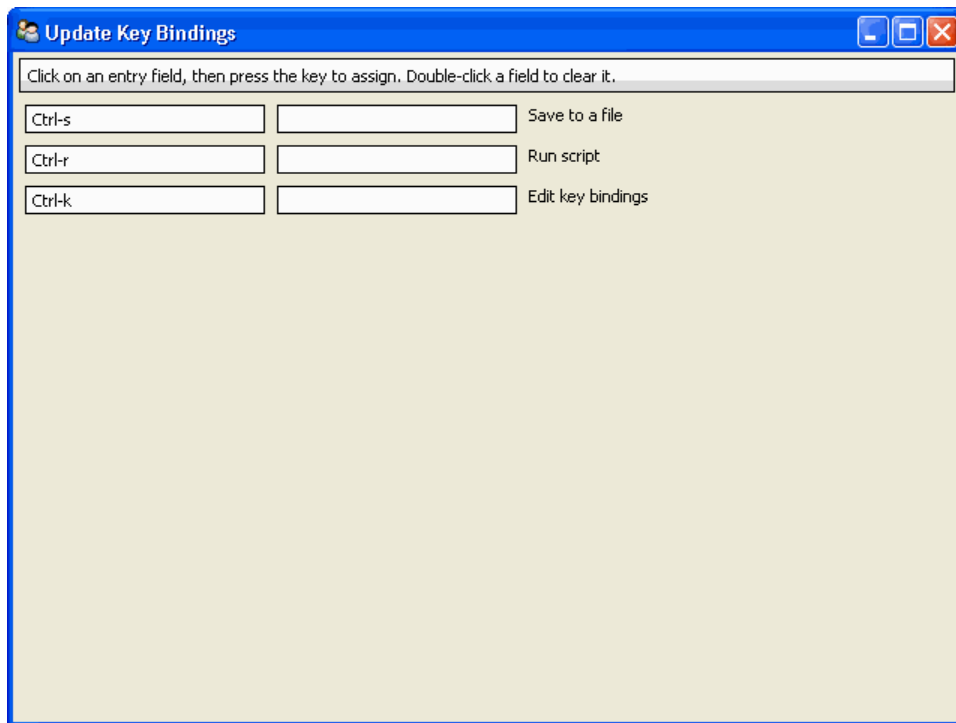 Update Key Bindings
Click on an entry field, then press the key to assign. Double-click a field to clear it.
Ctrl-s Save to a file
Ctrl-r Run script
Ctrl-k Edit key bindings